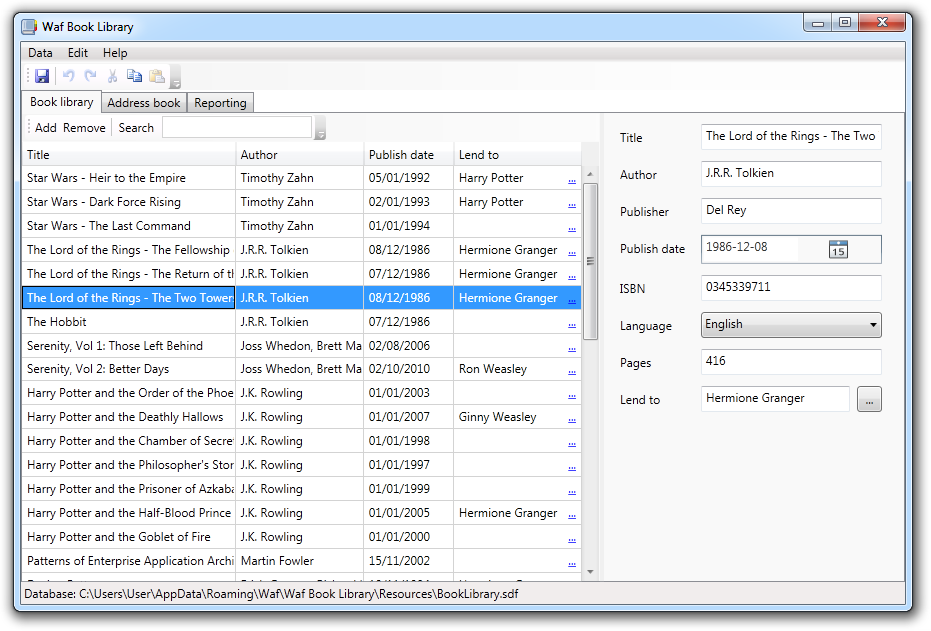 Waf Book Library
Data Edit Help
Book library Address book Reporting
Add Remove Search
Title Author Publish date Lend to
Star Wars - Heir to the Empire Timothy Zahn 05/01/1992 Harry Potter ...
Star Wars - Dark Force Rising Timothy Zahn 02/01/1993 Harry Potter ...
Star Wars - The Last Command Timothy Zahn 01/01/1994 ...
The Lord of the Rings - The Fellowship J.R.R. Tolkien 08/12/1986 Hermione Granger ...
The Lord of the Rings - The Return of th J.R.R. Tolkien 07/12/1986 Hermione Granger ...
The Lord of the Rings - The Two Tower J.R.R. Tolkien 08/12/1986 Hermione Granger ...
The Hobbit J.R.R. Tolkien 07/12/1986 ...
Serenity, Vol 1: Those Left Behind Joss Whedon, Brett Ma 02/08/2006 ...
Serenity, Vol 2: Better Days Joss Whedon, Brett Ma 02/10/2010 Ron Weasley ...
Harry Potter and the Order of the Phoe J.K. Rowling 01/01/2003 ...
Harry Potter and the Deathly Hallows J.K. Rowling 01/01/2007 Ginny Weasley ...
Harry Potter and the Chamber of Secre J.K. Rowling 01/01/1998 ...
Harry Potter and the Philosopher's Stor J.K. Rowling 01/01/1997 ...
Harry Potter and the Prisoner of Azkaba J.K. Rowling 01/01/1999 ...
Harry Potter and the Half-Blood Prince J.K. Rowling 01/01/2005 Hermione Granger ...
Harry Potter and the Goblet of Fire J.K. Rowling 01/01/2000 ...
Patterns of Enterprise Application Archi Martin Fowler 15/11/2002 ...
Title The Lord of the Rings - The Two
Author J.R.R. Tolkien
Publisher Del Rey
Publish date 1986-12-08 15
ISBN 0345339711
Language English
Pages 416
Lend to Hermione Granger ...
Database: C:\Users\User\AppData\Roaming\Waf\Waf Book Library\Resources\BookLibrary.sdf